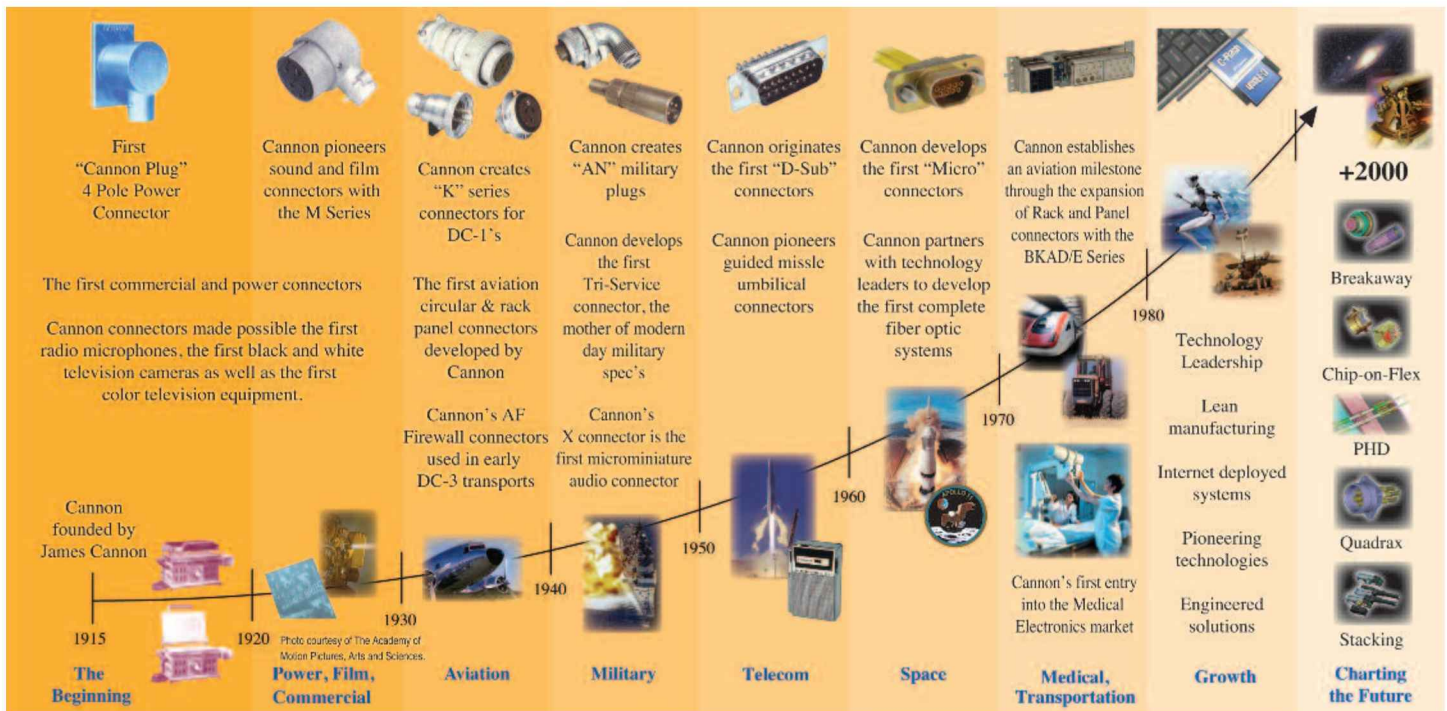 First
"Cannon Plug"
4 Pole Power
Connector
Cannon pioneers
sound and film
connectors with
the M Series
The first commercial and power connectors
Cannon connectors made possible the first
radio microphones, the first black and white
television cameras as well as the first
color television equipment.
Cannon
founded by
James Cannon
Cannon creates
"K" series
connectors for
DC-1's
The first aviation
circular & rack
panel connectors
developed by
Cannon
Cannon's AF
Firewall connectors
used in early
DC-3 transports
Cannon creates
"AN" military
plugs
Cannon develops
the first
Tri-Service
connector, the
mother of modern
day military
spec's
Cannon's
X connector is the
first microminiature
audio connector
Cannon originates
the first "D-Sub"
connectors
Cannon pioneers
guided missle
umbilical
connectors
Cannon develops
the first "Micro"
connectors
Cannon partners
with technology
leaders to develop
the first complete
fiber optic
systems
APOLLO 11
Cannon establishes
an aviation milestone
through the expansion
of Rack and Panel
connectors with the
BKAD/E Series
Cannon's first entry
into the Medical
Electronics market
Technology
Leadership
Lean
manufacturing
Internet deployed
systems
Pioneering
technologies
Engineered
solutions
+2000
Breakaway
Chip-on-Flex
PHD
Quadrax
Stacking
1915
1920
1930
1940
1950
1960
1970
1980
Photo courtesy of The Academy of
Motion Pictures, Arts and Sciences.
The
Beginning
Power, Film,
Commercial
Aviation
Military
Telecom
Space
Medical,
Transportation
Growth
Charting
the Future